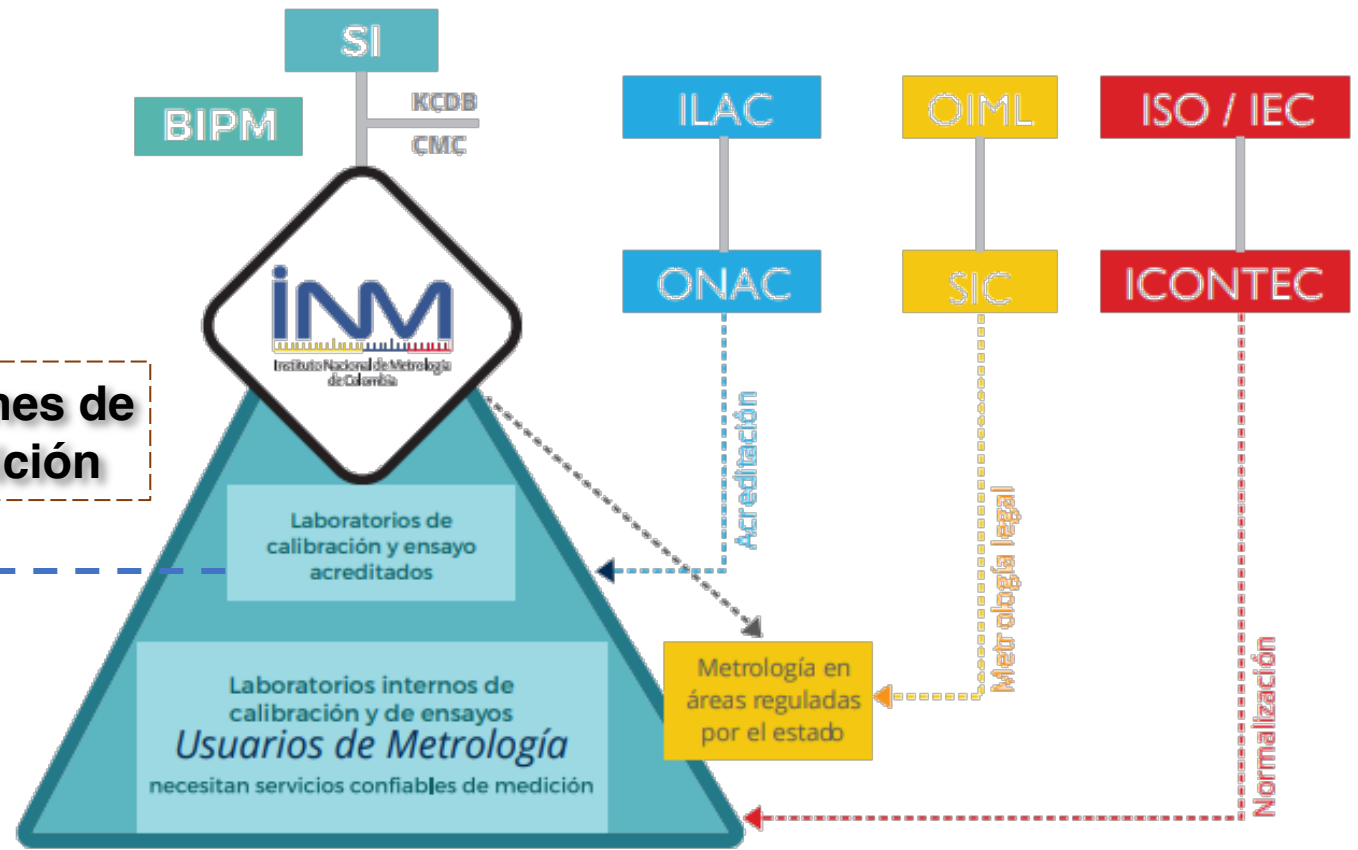 SI
BIPM
KCDB
CMC
ILAC
OIML
ISO / IEC
ONAC
SIC
ICONTEC
iNM
Instituto Nacional de Metrología
de Colombia
nes de
ción
Laboratorios de
calibración y ensayo
acreditados
Acreditación
Metrología legal
Normalización
Laboratorios internos de
calibración y de ensayos
Usuarios de Metrología
necesitan servicios confiables de medición
Metrología en
áreas reguladas
por el estado